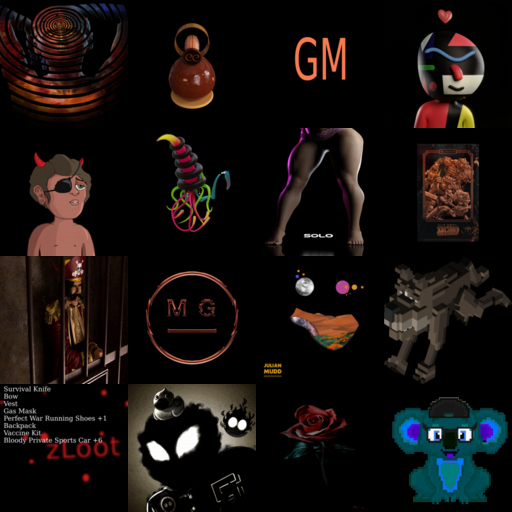 GM
SOLO
M G
JULIAN
MUDD
Survival Knife
Bow
Vest
Gas Mask
Perfect War Running Shoes +1
Backpack
Vaccine Kit
Bloody Private Sports Car +6
zLoot